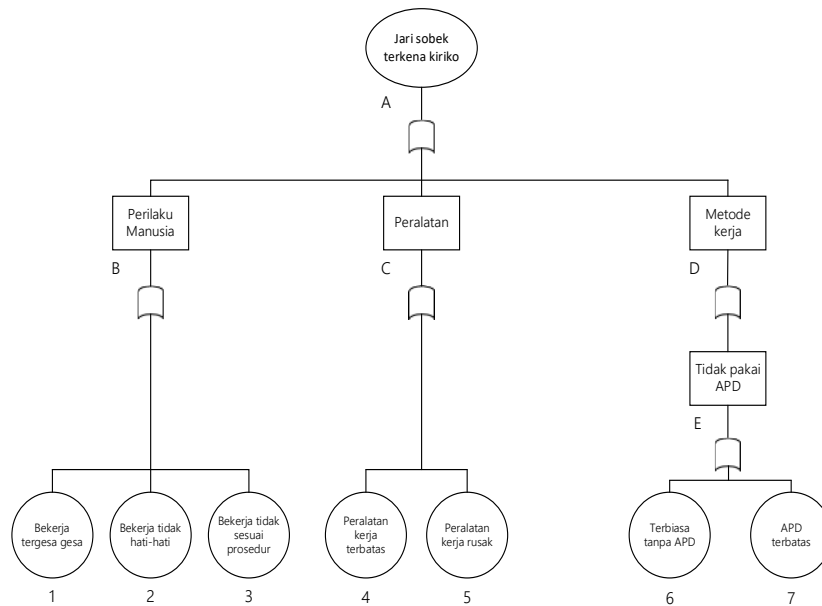 Jari sobek
terkena kiriko
A
Perilaku
Manusia
Peralatan
Metode
kerja
B
C
D
Tidak pakai
APD
E
Bekerja
tergesa gesa
Bekerja tidak
hati-hati
Bekerja tidak
sesuai
prosedur
Peralatan
kerja
terbatas
Peralatan
kerja rusak
Terbiasa
tanpa APD
APD
terbatas
1
2
3
4
5
6
7